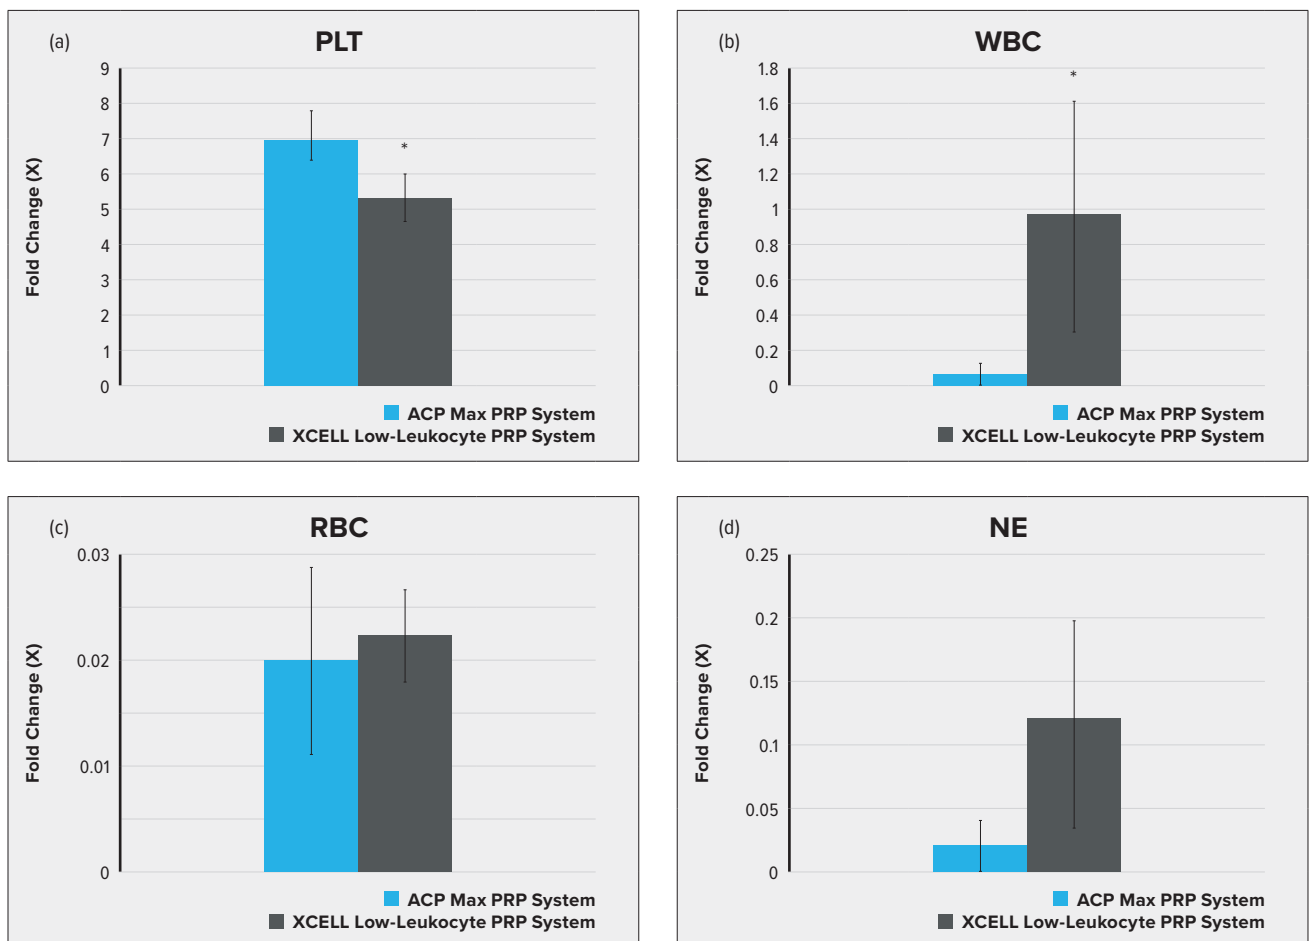 (a)
PLT
Fold Change (X)
9
8
7
6
5
4
3
2
1
0
*
ACP Max PRP System
XCELL Low-Leukocyte PRP System
(b)
WBC
Fold Change (X)
1.8
1.6
1.4
1.2
1
0.8
0.6
0.4
0.2
0
*
ACP Max PRP System
XCELL Low-Leukocyte PRP System
(c)
RBC
Fold Change (X)
0.03
0.02
0.01
0
ACP Max PRP System
XCELL Low-Leukocyte PRP System
(d)
NE
Fold Change (X)
0.25
0.2
0.15
0.1
0.05
0
ACP Max PRP System
XCELL Low-Leukocyte PRP System